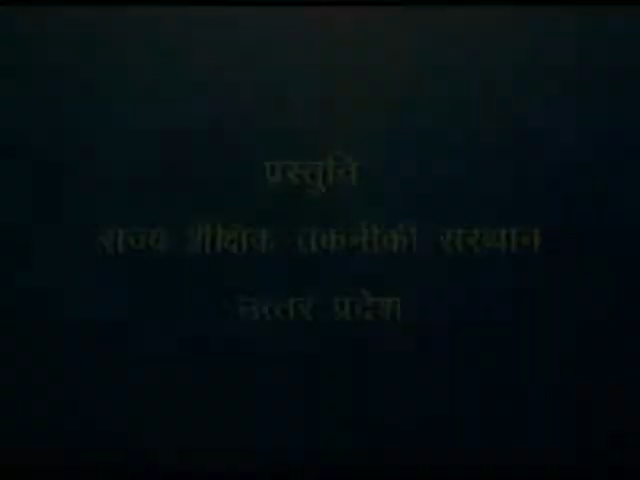 प्रस्तुति
राज्य शैक्षिक तकनीकी संस्थान
उत्तर प्रदेश